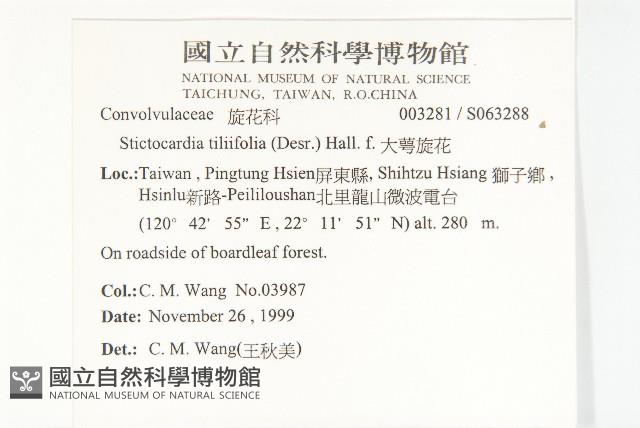 國立自然科學博物館
NATIONAL MUSEUM OF NATURAL SCIENCE
TAICHUNG, TAIWAN, R.O.CHINA
Convolvulaceae 旋花科 003281 / S063288
Stictocardia tiliifolia (Desr.) Hall. f. 大萼旋花
Loc.:Taiwan , Pingtung Hsien屏東縣, Shihtzu Hsiang 獅子鄉 ,
Hsinlu新路-Peililoushan北里龍山微波電台
(120° 42' 55" E , 22° 11' 51" N) alt. 280 m.
On roadside of boardleaf forest.
Col.: C. M. Wang No.03987
Date: November 26 , 1999
Det.: C. M. Wang(王秋美)
國立自然科學博物館
NATIONAL MUSEUM OF NATURAL SCIENCE